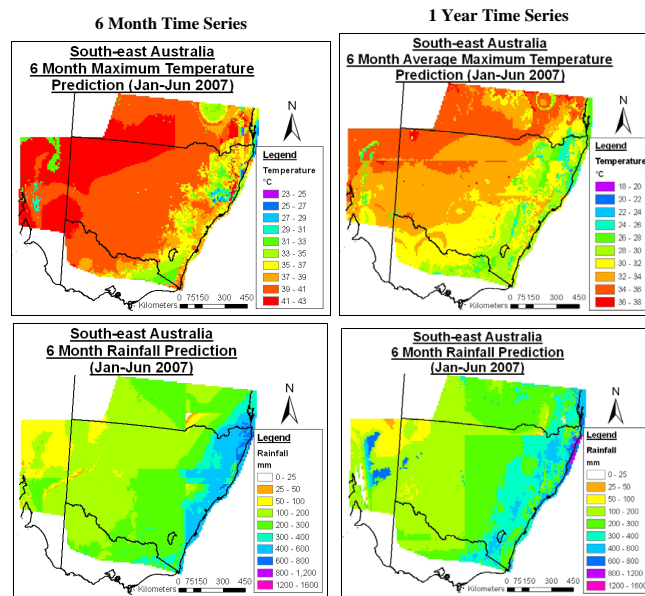 6 Month Time Series
1 Year Time Series
South-east Australia
6 Month Maximum Temperature
Prediction (Jan-Jun 2007)
N
Legend
Temperature
°C
23 - 25
25 - 27
27 - 29
29 - 31
31 - 33
33 - 35
35 - 37
37 - 39
39 - 41
41 - 43
0 75150 300 450
Kilometers
South-east Australia
6 Month Average Maximum Temperature
Prediction (Jan-Jun 2007)
N
Legend
Temperature
°C
18 - 20
20 - 22
22 - 24
24 - 26
26 - 28
28 - 30
30 - 32
32 - 34
34 - 36
36 - 38
0 75150 300 450
Kilometers
South-east Australia
6 Month Rainfall Prediction
(Jan-Jun 2007)
N
Legend
Rainfall
mm
0 - 25
25 - 50
50 - 100
100 - 200
200 - 300
300 - 400
400 - 600
600 - 800
800 - 1,200
1200 - 1600
0 75150 300 450
Kilometers
South-east Australia
6 Month Rainfall Prediction
(Jan-Jun 2007)
N
Legend
Rainfall
mm
0 - 25
25 - 50
50 - 100
100 - 200
200 - 300
300 - 400
400 - 600
600 - 800
800 - 1200
1200 - 1600
0 75150 300 450
Kilometers